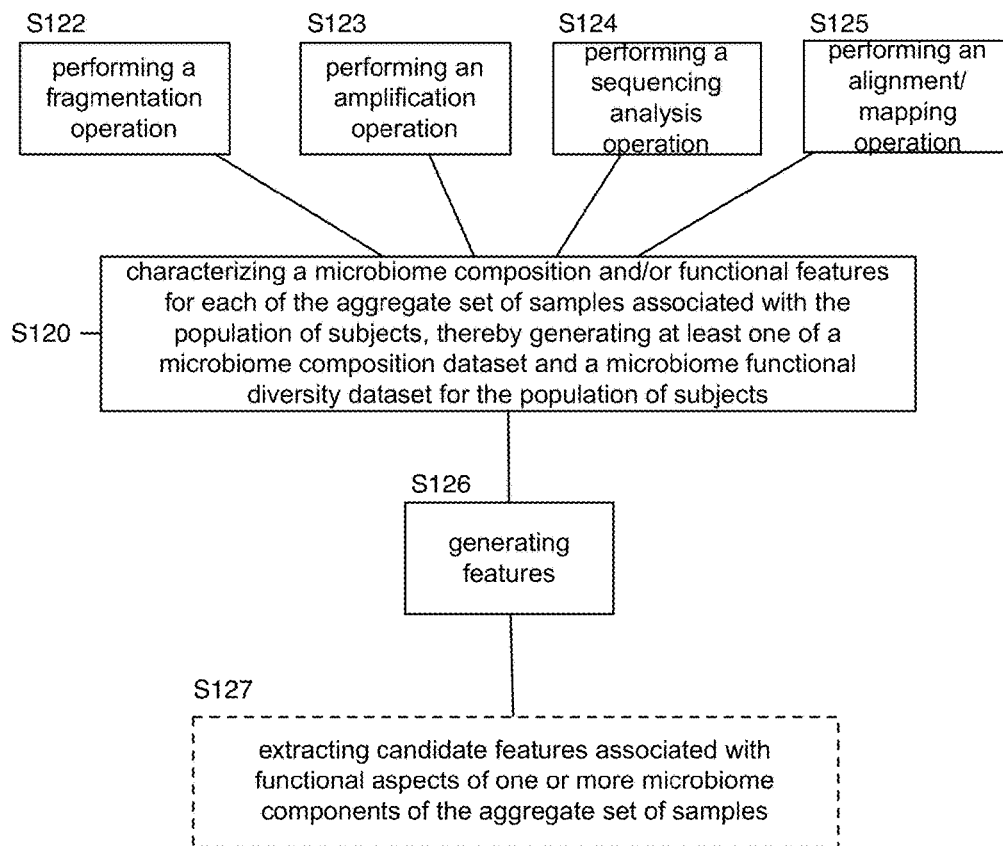 S122
performing a
fragmentation
operation
S123
performing an
amplification
operation
S124
performing a
sequencing
analysis
operation
S125
performing an
alignment/
mapping
operation
S120
characterizing a microbiome composition and/or functional features
for each of the aggregate set of samples associated with the
population of subjects, thereby generating at least one of a
microbiome composition dataset and a microbiome functional
diversity dataset for the population of subjects
S126
generating
features
S127
extracting candidate features associated with
functional aspects of one or more microbiome
components of the aggregate set of samples